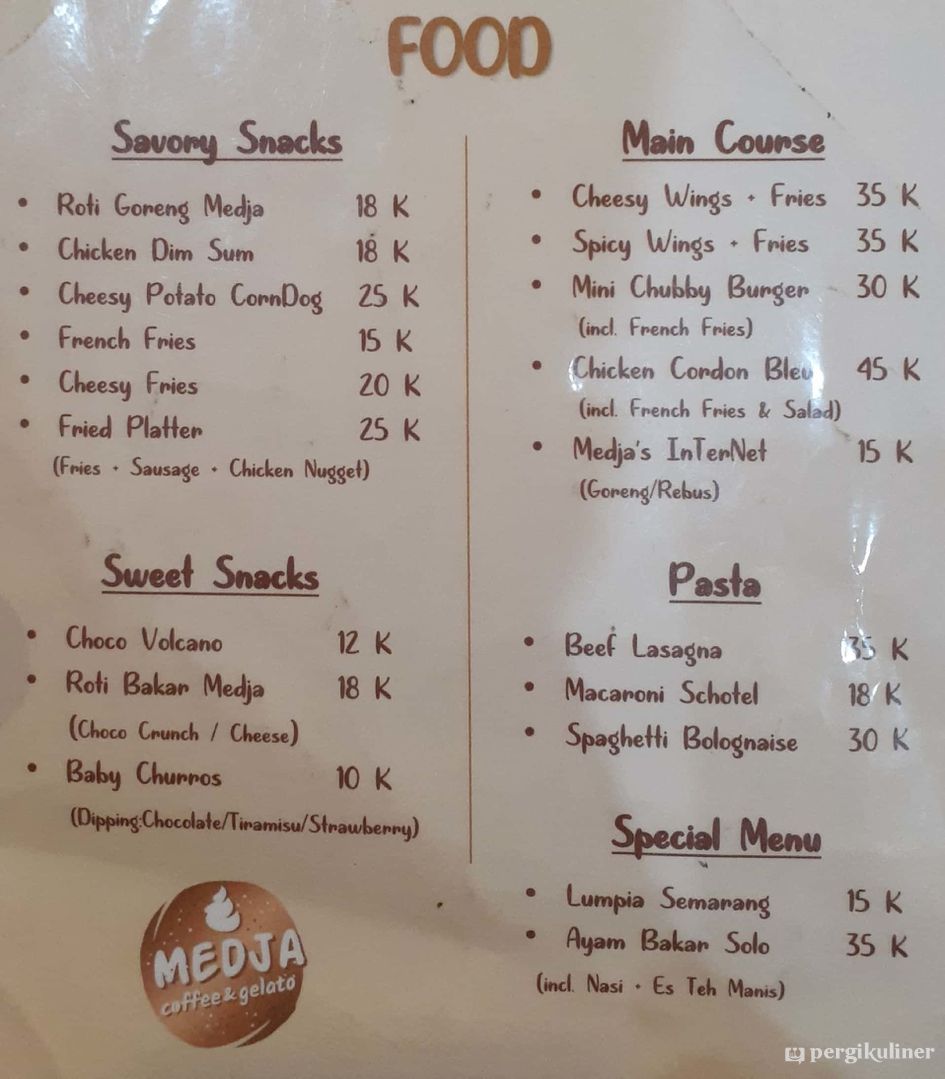 FOOD
Savory Snacks
• Roti Goreng Medja 18 K
• Chicken Dim Sum 18 K
• Cheesy Potato CornDog 25 K
• French Fries 15 K
• Cheesy Fries 20 K
• Fried Platter 25 K
(Fries + Sausage + Chicken Nugget)
Sweet Snacks
• Choco Volcano 12 K
• Roti Bakar Medja 18 K
(Choco Crunch / Cheese)
• Baby Churros 10 K
(Dipping:Chocolate/Tiramisu/Strawberry)
MEDJA
coffee & gelato
Main Course
• Cheesy Wings + Fries 35 K
• Spicy Wings + Fries 35 K
• Mini Chubby Burger 30 K
(incl. French Fries)
• Chicken Cordon Bleu 45 K
(incl. French Fries & Salad)
• Medja's InTerNet 15 K
(Goreng/Rebus)
Pasta
• Beef Lasagna 35 K
• Macaroni Schotel 18 K
• Spaghetti Bolognaise 30 K
Special Menu
• Lumpia Semarang 15 K
• Ayam Bakar Solo 35 K
(incl. Nasi + Es Teh Manis)
pergikuliner